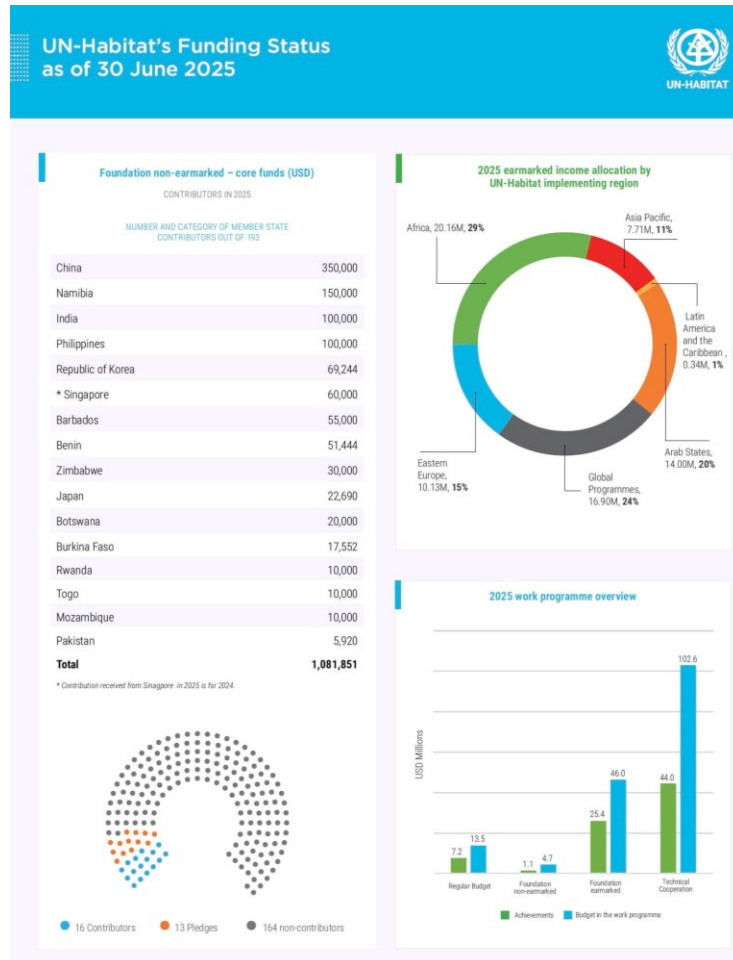 UN-Habitat's Funding Status
as of 30 June 2025
UN-HABITAT
Foundation non-earmarked – core funds (USD)
CONTRIBUTORS IN 2025
NUMBER AND CATEGORY OF MEMBER STATE
CONTRIBUTORS OUT OF 193
China 350,000
Namibia 150,000
India 100,000
Philippines 100,000
Republic of Korea 69,244
* Singapore 60,000
Barbados 55,000
Benin 51,444
Zimbabwe 30,000
Japan 22,690
Botswana 20,000
Burkina Faso 17,552
Rwanda 10,000
Togo 10,000
Mozambique 10,000
Pakistan 5,920
Total 1,081,851
* Contribution received from Sinagpore in 2025 is for 2024.
16 Contributors
13 Pledges
164 non-contributors
2025 earmarked income allocation by
UN-Habitat implementing region
Africa, 20.16M, 29%
Asia Pacific,
7.71M, 11%
Latin
America
and the
Caribbean ,
0.34M, 1%
Arab States,
14.00M, 20%
Global
Programmes,
16.90M, 24%
Eastern
Europe,
10.13M, 15%
2025 work programme overview
USD Millions
7.2
13.5
1.1
4.7
25.4
46.0
44.0
102.6
Regular Budget
Foundation
non-earmarked
Foundation
earmarked
Technical
Cooperation
Achievements
Budget in the work programme